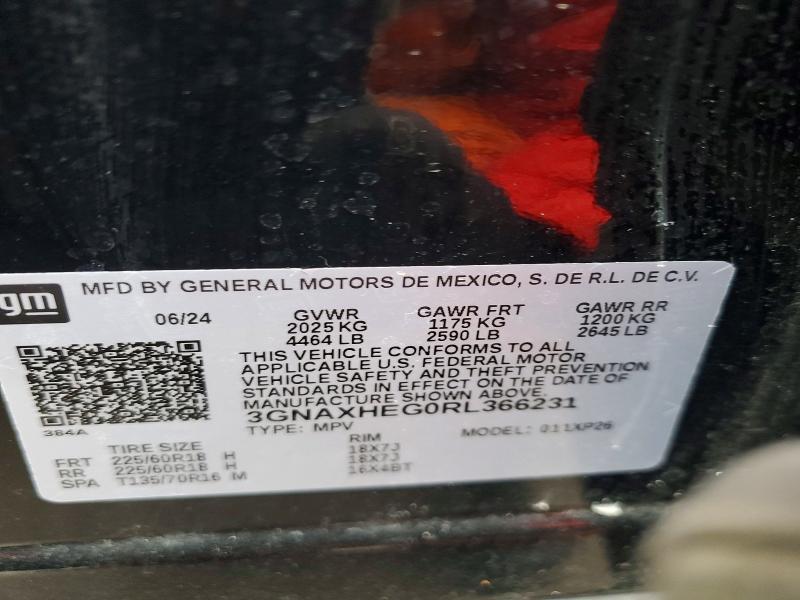 gm
MFD BY GENERAL MOTORS DE MEXICO, S. DE R.L. DE C.V.
06/24 GVWR GAWR FRT GAWR RR
2025 KG 1175 KG 1200 KG
4464 LB 2590 LB 2645 LB
THIS VEHICLE CONFORMS TO ALL
APPLICABLE U.S. FEDERAL MOTOR
VEHICLE SAFETY AND THEFT PREVENTION
STANDARDS IN EFFECT ON THE DATE OF
MANUFACTURE SHOWN ABOVE.
3GNAXHEG0RL366231
384A
TYPE: MPV MODEL:
TIRE SIZE RIM
FRT 225/60R18 H 18X7J
RR 225/60R18 H 18X7J
SPA T135/70R16 M 16X4BT